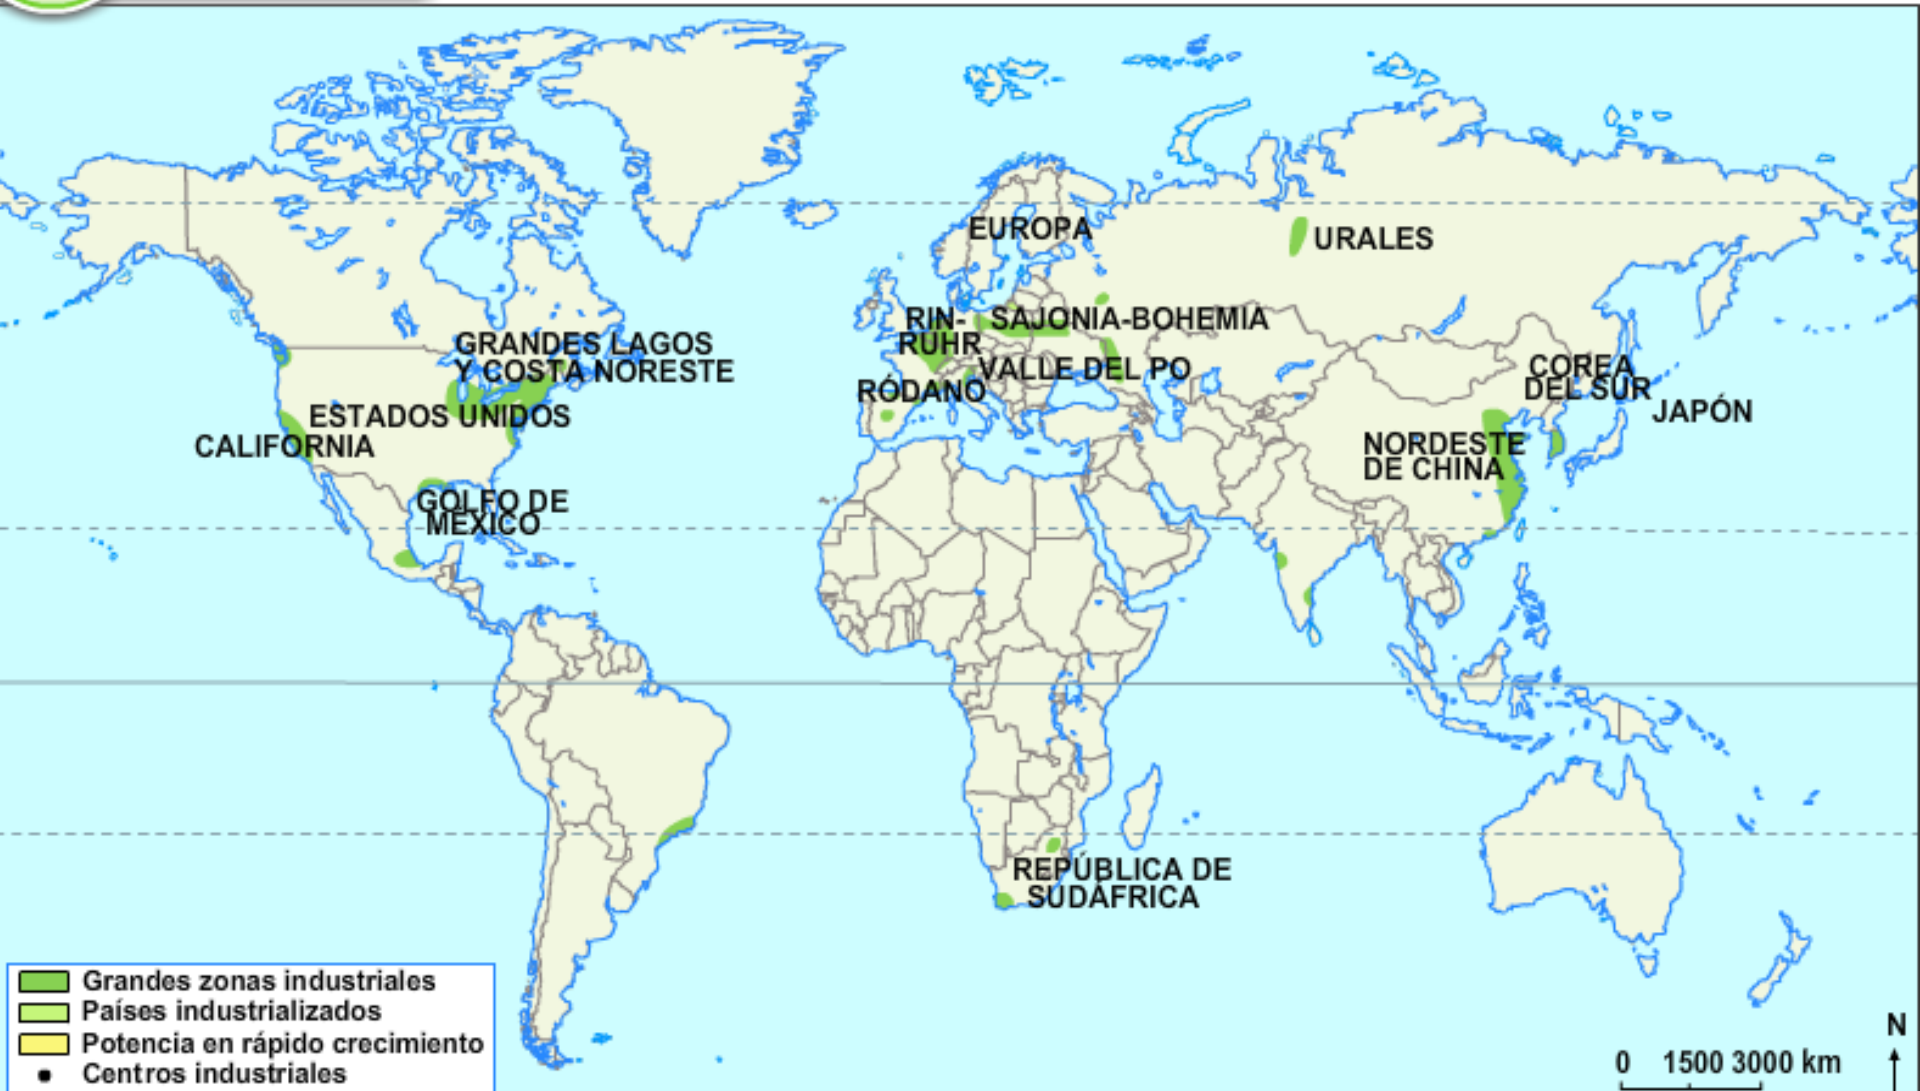 EUROPA
URALES
RIN-
RUHR
SAJONIA-BOHEMIA
GRANDES LAGOS
Y COSTA NORESTE
VALLE DEL PO
RÓDANO
COREA
DEL SUR
JAPÓN
ESTADOS UNIDOS
CALIFORNIA
NORDESTE
DE CHINA
GOLFO DE
MÉXICO
REPÚBLICA DE
SUDÁFRICA
Grandes zonas industriales
Países industrializados
Potencia en rápido crecimiento
Centros industriales
N
0 1500 3000 km